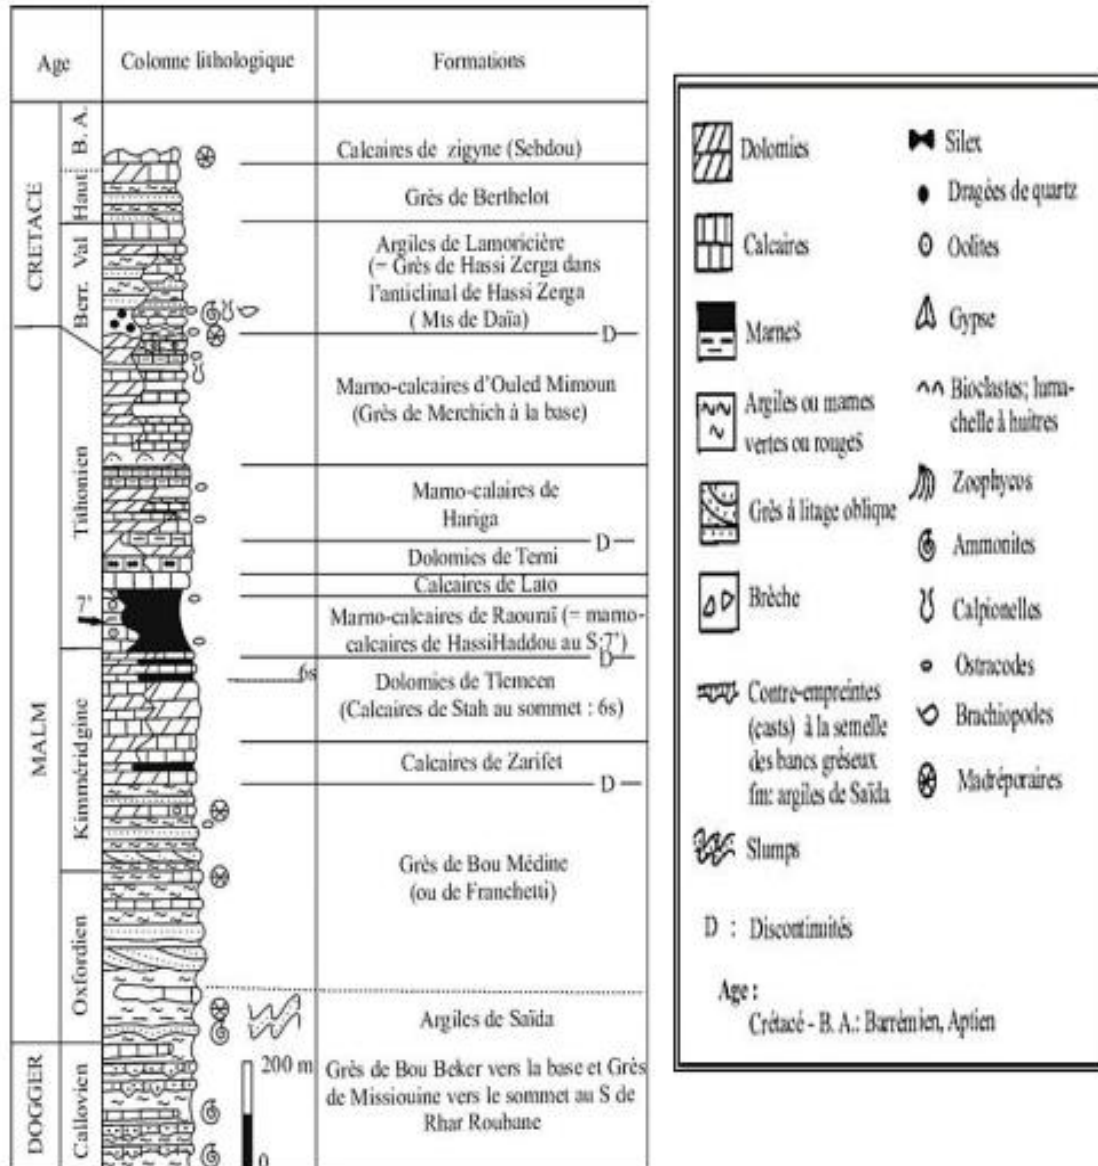 Age
Colonne lithologique
Formations
CRETACE
B. A.
Haut
Val
Berr.
MALM
Tithonien
7'
Kimméridgine
Oxfordien
DOGGER
Callovien
Calcaires de zigyne (Sebdou)
Grès de Berthelot
Argiles de Lamoricière
(= Grès de Hassi Zerga dans
l'anticlinal de Hassi Zerga
( Mts de Daïa)
D
Marno-calcaires d'Ouled Mimoun
(Grès de Merchich à la base)
Marno-calaires de
Hariga
D
Dolomies de Terni
Calcaires de Lato
Marno-calcaires de Raouraï (= marno-
calcaires de HassiHaddou au S:7')
D
6s
Dolomies de Tlemcen
(Calcaires de Stah au sommet : 6s)
Calcaires de Zarifet
D
Grès de Bou Médine
(ou de Franchetti)
Argiles de Saïda
200 m
0
Grès de Bou Beker vers la base et Grès
de Missiouine vers le sommet au S de
Rhar Roubane
Dolomies
Calcaires
Marnes
Argiles ou marnes
vertes ou rouges
Grès à litage oblique
Brèche
Contre-empreintes
(casts) à la semelle
des bancs gréseux
fm: argiles de Saïda
Slumps
D : Discontinuités
Age :
Crétacé - B. A.: Barrémien, Aptien
Silex
Dragées de quartz
Oolites
Gypse
Bioclastes; luma-
chelle à huitres
Zoophycos
Ammonites
Calpionelles
Ostracodes
Brachiopodes
Madréporaires